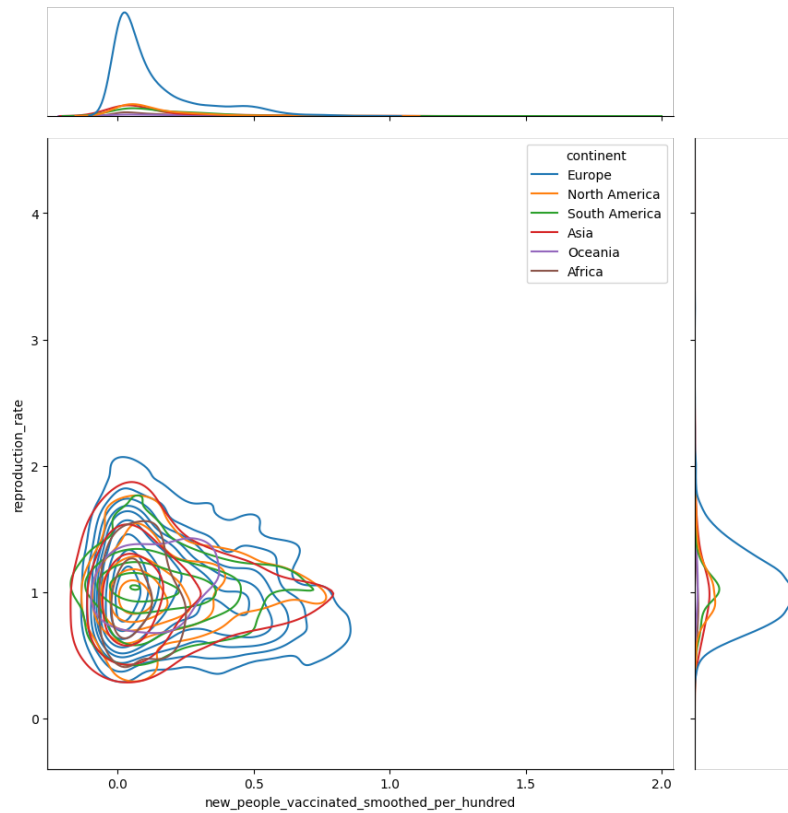 continent
Europe
North America
South America
Asia
Oceania
Africa
4
3
2
1
0
reproduction_rate
0.0 0.5 1.0 1.5 2.0
new_people_vaccinated_smoothed_per_hundred